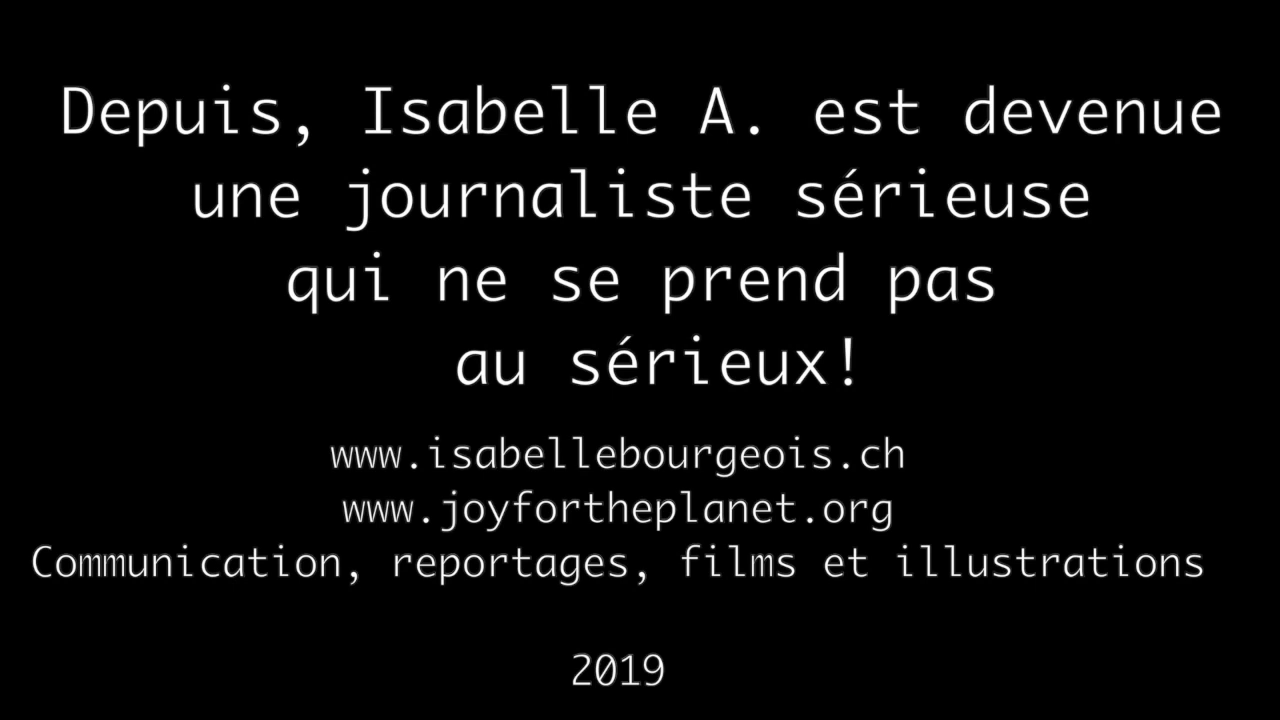 Depuis, Isabelle A. est devenue
une journaliste sérieuse
qui ne se prend pas
au sérieux!
www.isabellebourgeois.ch
www.joyfortheplanet.org
Communication, reportages, films et illustrations
2019